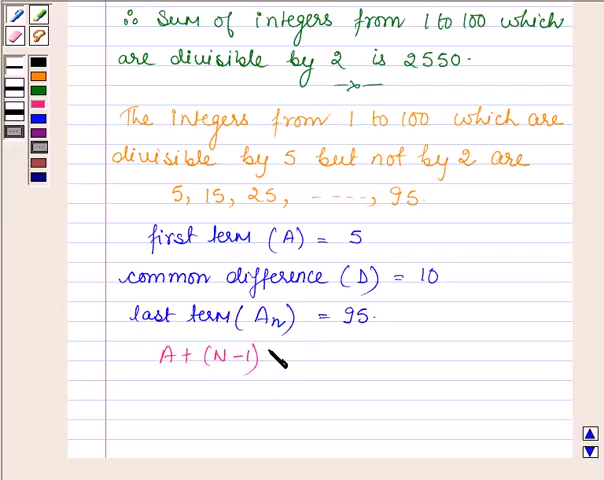 ∴ Sum of integers from 1 to 100 which
are divisible by 2 is 2550.
The Integers from 1 to 100 which are
divisible by 5 but not by 2 are
5, 15, 25, -----, 95.
first term (A) = 5
common difference (D) = 10
last term (Aₙ) = 95.
A + (N-1)